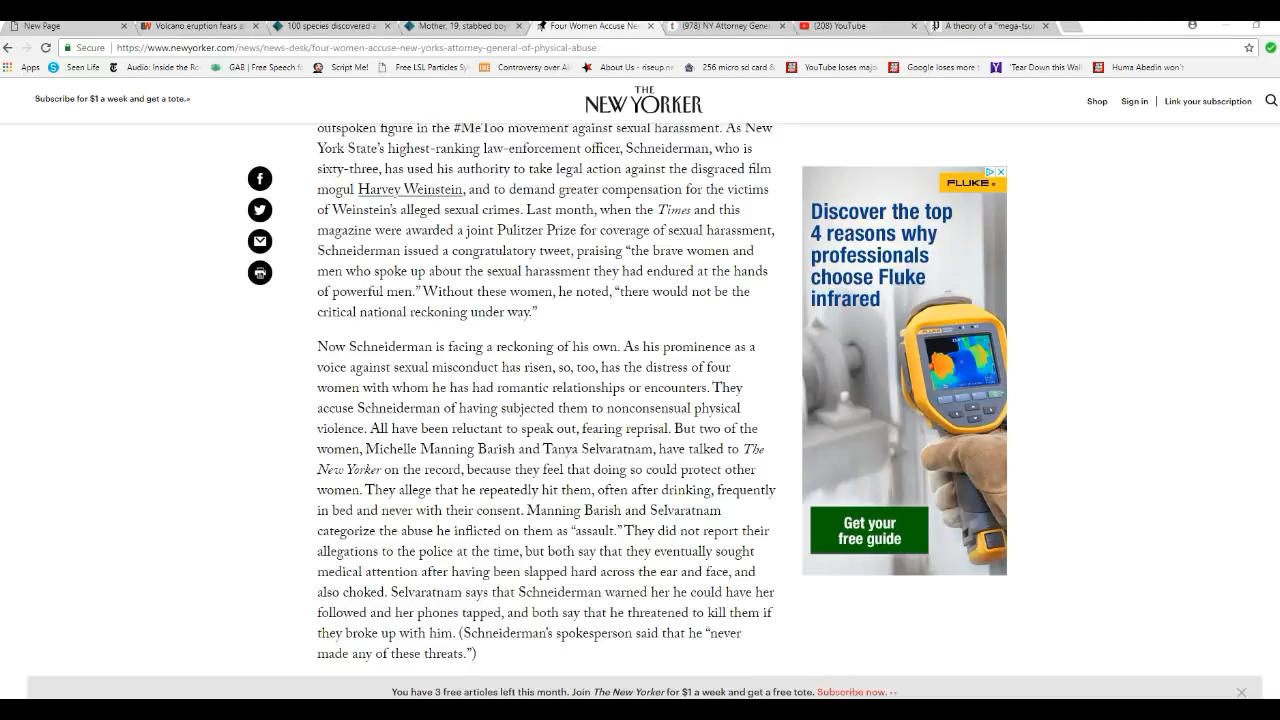 New Page
Volcano eruption fears a
100 species discovered a
Mother, 19, stabbed boy
Four Women Accuse Ne
(978) NY Attorney Gener
(208) YouTube
A theory of a "mega-tsu
Secure
https://www.newyorker.com/news/news-desk/four-women-accuse-new-yorks-attorney-general-of-physical-abuse
Apps
Seen Life
Audio: Inside the Ro
GAB | Free Speech fo
Script Me!
Free LSL Particles Sy
Controversy over Al
About Us - riseup.ne
256 micro sd card &
YouTube loses majo
Google loses more t
'Tear Down this Wall
Huma Abedin won't
Subscribe for $1 a week and get a tote.»
THE
NEW YORKER
Shop
Sign in
Link your subscription
outspoken figure in the #MeToo movement against sexual harassment. As New
York State's highest-ranking law-enforcement officer, Schneiderman, who is
sixty-three, has used his authority to take legal action against the disgraced film
mogul Harvey Weinstein, and to demand greater compensation for the victims
of Weinstein's alleged sexual crimes. Last month, when the Times and this
magazine were awarded a joint Pulitzer Prize for coverage of sexual harassment,
Schneiderman issued a congratulatory tweet, praising “the brave women and
men who spoke up about the sexual harassment they had endured at the hands
of powerful men.” Without these women, he noted, “there would not be the
critical national reckoning under way.”
Now Schneiderman is facing a reckoning of his own. As his prominence as a
voice against sexual misconduct has risen, so, too, has the distress of four
women with whom he has had romantic relationships or encounters. They
accuse Schneiderman of having subjected them to nonconsensual physical
violence. All have been reluctant to speak out, fearing reprisal. But two of the
women, Michelle Manning Barish and Tanya Selvaratnam, have talked to The
New Yorker on the record, because they feel that doing so could protect other
women. They allege that he repeatedly hit them, often after drinking, frequently
in bed and never with their consent. Manning Barish and Selvaratnam
categorize the abuse he inflicted on them as “assault.” They did not report their
allegations to the police at the time, but both say that they eventually sought
medical attention after having been slapped hard across the ear and face, and
also choked. Selvaratnam says that Schneiderman warned her he could have her
followed and her phones tapped, and both say that he threatened to kill them if
they broke up with him. (Schneiderman's spokesperson said that he “never
made any of these threats.”)
FLUKE
Discover the top
4 reasons why
professionals
choose Fluke
infrared
Get your
free guide
You have 3 free articles left this month. Join The New Yorker for $1 a week and get a free tote. Subscribe now. »